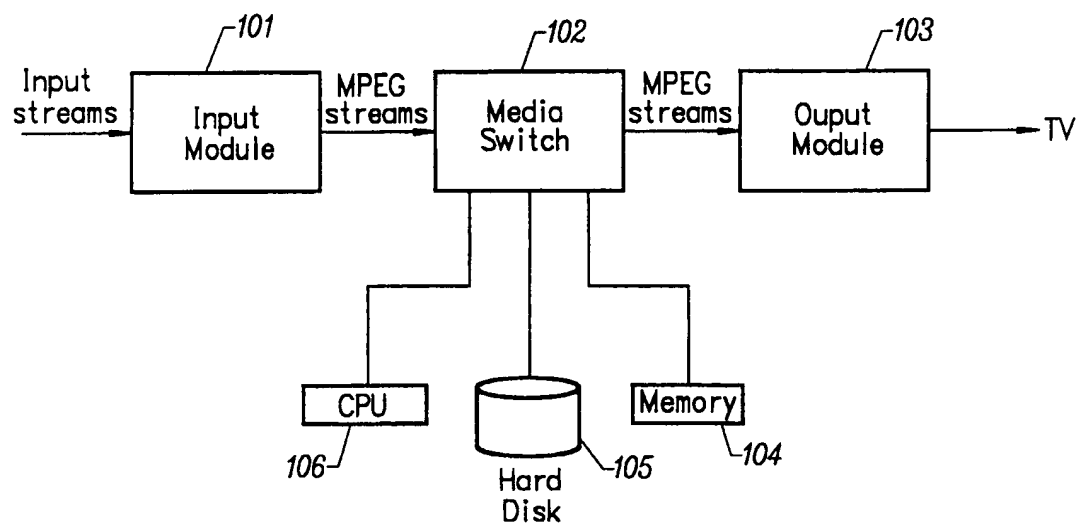 101
102
103
Input
streams
Input
Module
MPEG
streams
Media
Switch
MPEG
streams
Ouput
Module
TV
CPU
106
Hard
Disk
105
Memory
104